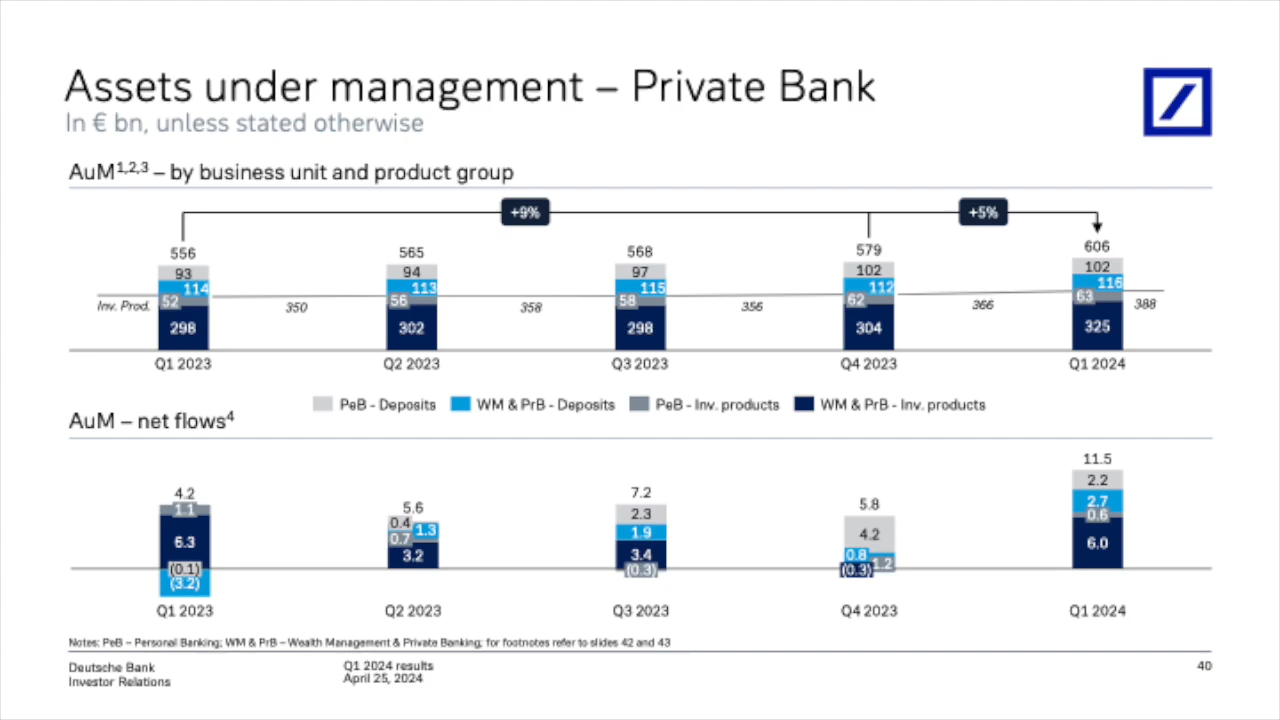 Assets under management – Private Bank
In € bn, unless stated otherwise
AuM1,2,3 – by business unit and product group
+9%
+5%
556
565
568
579
606
93
94
97
102
102
114
113
115
112
116
Inv. Prod.
52
350
56
358
58
356
62
366
63
388
298
302
298
304
325
Q1 2023
Q2 2023
Q3 2023
Q4 2023
Q1 2024
PeB - Deposits
WM & PrB - Deposits
PeB - Inv. products
WM & PrB - Inv. products
AuM – net flows4
4.2
5.6
7.2
5.8
11.5
1.1
6.3
(0.1)
(3.2)
0.4
1.3
0.7
3.2
2.3
1.9
3.4
(0.3)
4.2
0.8
1.2
(0.3)
2.2
2.7
0.6
6.0
Q1 2023
Q2 2023
Q3 2023
Q4 2023
Q1 2024
Notes: PeB – Personal Banking; WM & PrB – Wealth Management & Private Banking; for footnotes refer to slides 42 and 43
Deutsche Bank
Investor Relations
Q1 2024 results
April 25, 2024
40